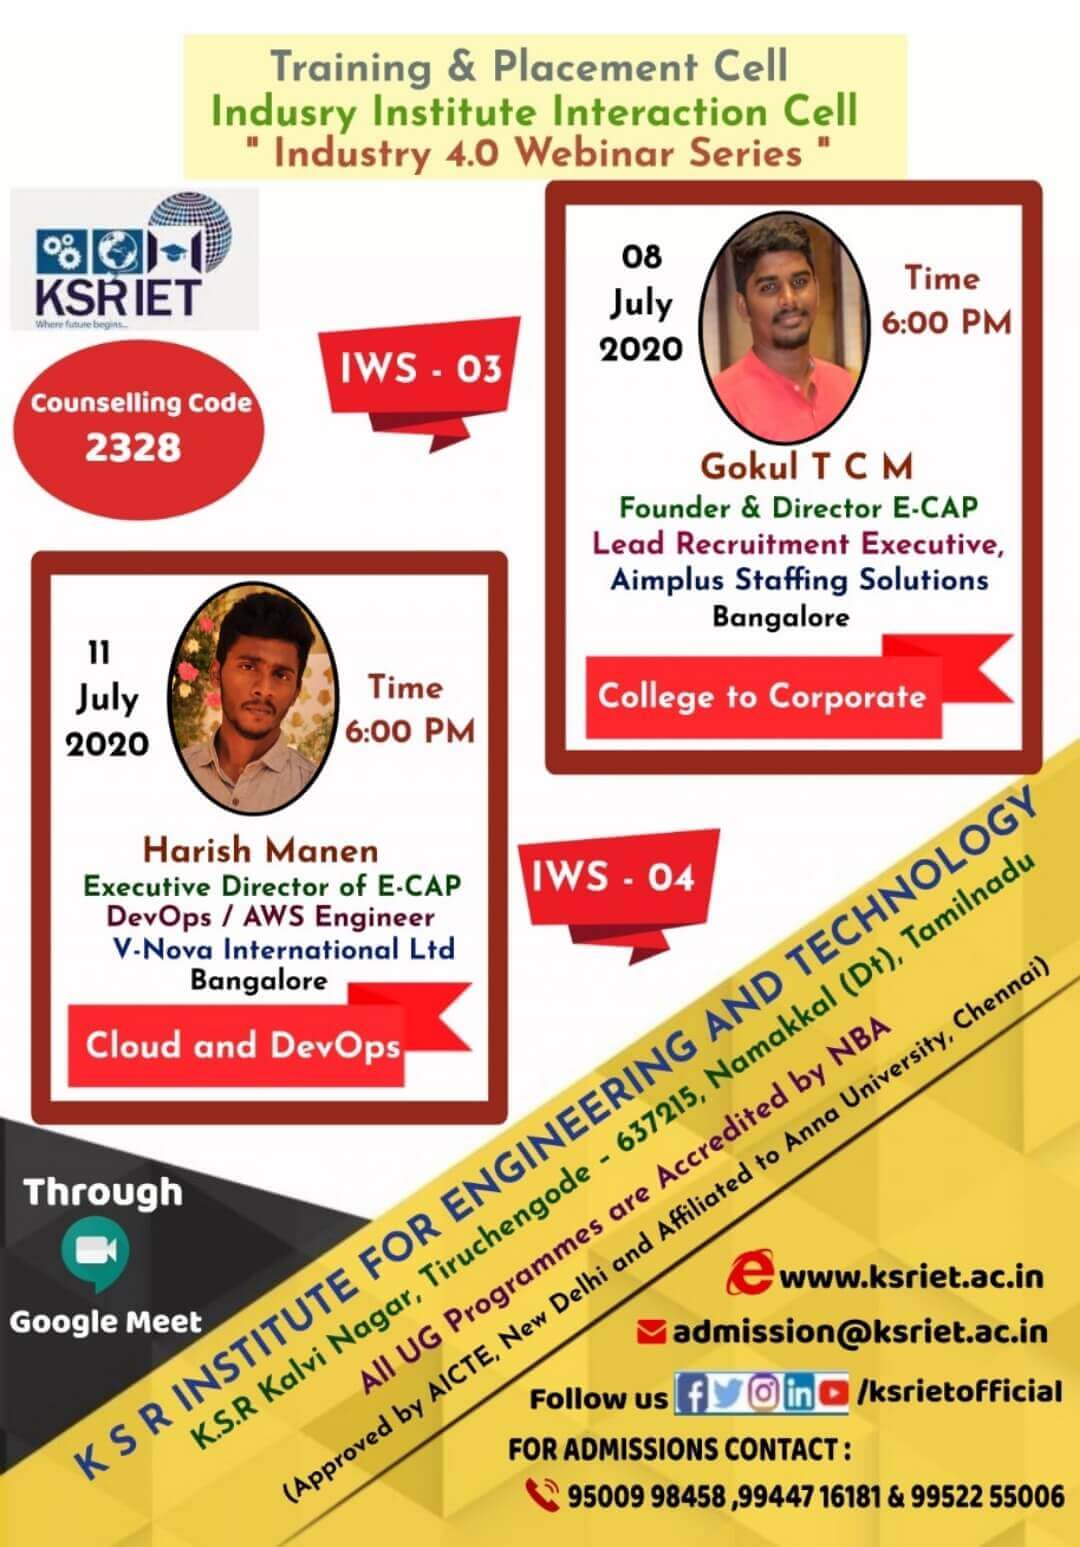 Training & Placement Cell
Indusry Institute Interaction Cell
" Industry 4.0 Webinar Series "
KSRIET
Where future begins...
Counselling Code
2328
IWS - 03
08
July
2020
Time
6:00 PM
Gokul T C M
Founder & Director E-CAP
Lead Recruitment Executive,
Aimplus Staffing Solutions
Bangalore
College to Corporate
11
July
2020
Time
6:00 PM
Harish Manen
Executive Director of E-CAP
DevOps / AWS Engineer
V-Nova International Ltd
Bangalore
Cloud and DevOps
IWS - 04
Through
Google Meet
K S R INSTITUTE FOR ENGINEERING AND TECHNOLOGY
K.S.R Kalvi Nagar, Tiruchengode - 637215, Namakkal (Dt), Tamilnadu
All UG Programmes are Accredited by NBA
(Approved by AICTE, New Delhi and Affiliated to Anna University, Chennai)
www.ksriet.ac.in
admission@ksriet.ac.in
Follow us /ksrietofficial
FOR ADMISSIONS CONTACT :
95009 98458 ,99447 16181 & 99522 55006